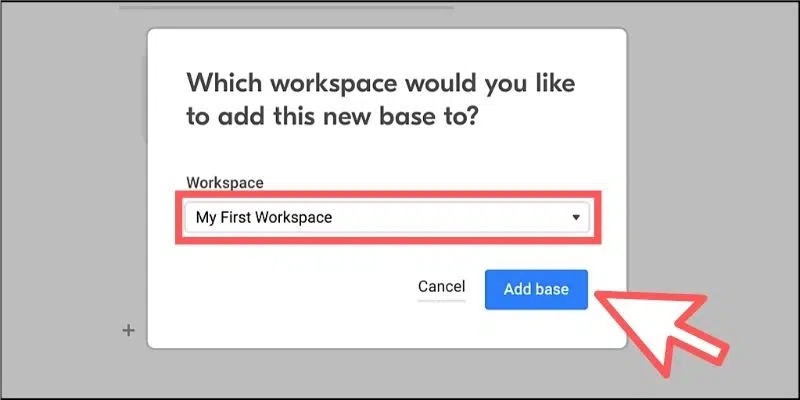 Which workspace would you like
to add this new base to?
Workspace
My First Workspace
Cancel
Add base